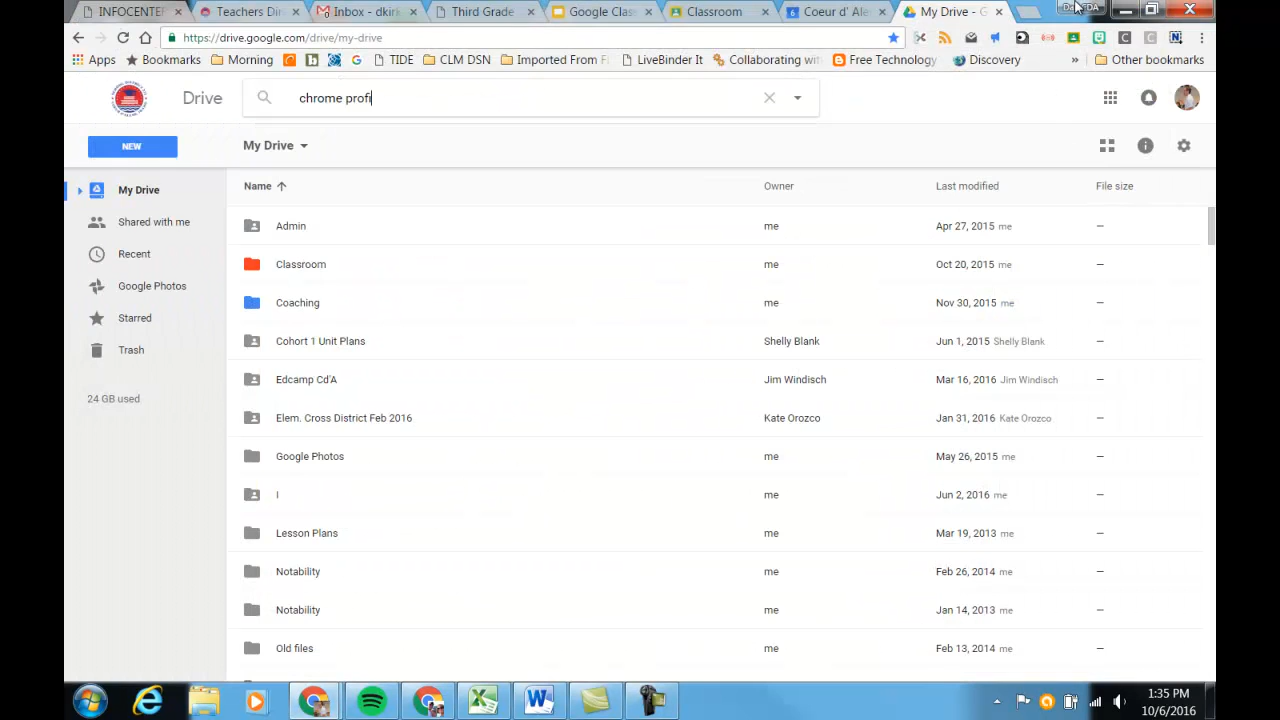 INFOCENTER
Teachers Dir
Inbox - dkiri
Third Grade
Google Clas
Classroom
Coeur d' Ale
My Drive - G
https://drive.google.com/drive/my-drive
Apps
Bookmarks
Morning
TIDE
CLM DSN
Imported From Fi
LiveBinder It
Collaborating with
Free Technology
Discovery
»
Other bookmarks
Drive
chrome profi
NEW
My Drive
Name
Owner
Last modified
File size
My Drive
Shared with me
Recent
Google Photos
Starred
Trash
24 GB used
Admin me Apr 27, 2015 me –
Classroom me Oct 20, 2015 me –
Coaching me Nov 30, 2015 me –
Cohort 1 Unit Plans Shelly Blank Jun 1, 2015 Shelly Blank –
Edcamp Cd'A Jim Windisch Mar 16, 2016 Jim Windisch –
Elem. Cross District Feb 2016 Kate Orozco Jan 31, 2016 Kate Orozco –
Google Photos me May 26, 2015 me –
I me Jun 2, 2016 me –
Lesson Plans me Mar 19, 2013 me –
Notability me Feb 26, 2014 me –
Notability me Jan 14, 2013 me –
Old files me Feb 13, 2014 me –
1:35 PM
10/6/2016